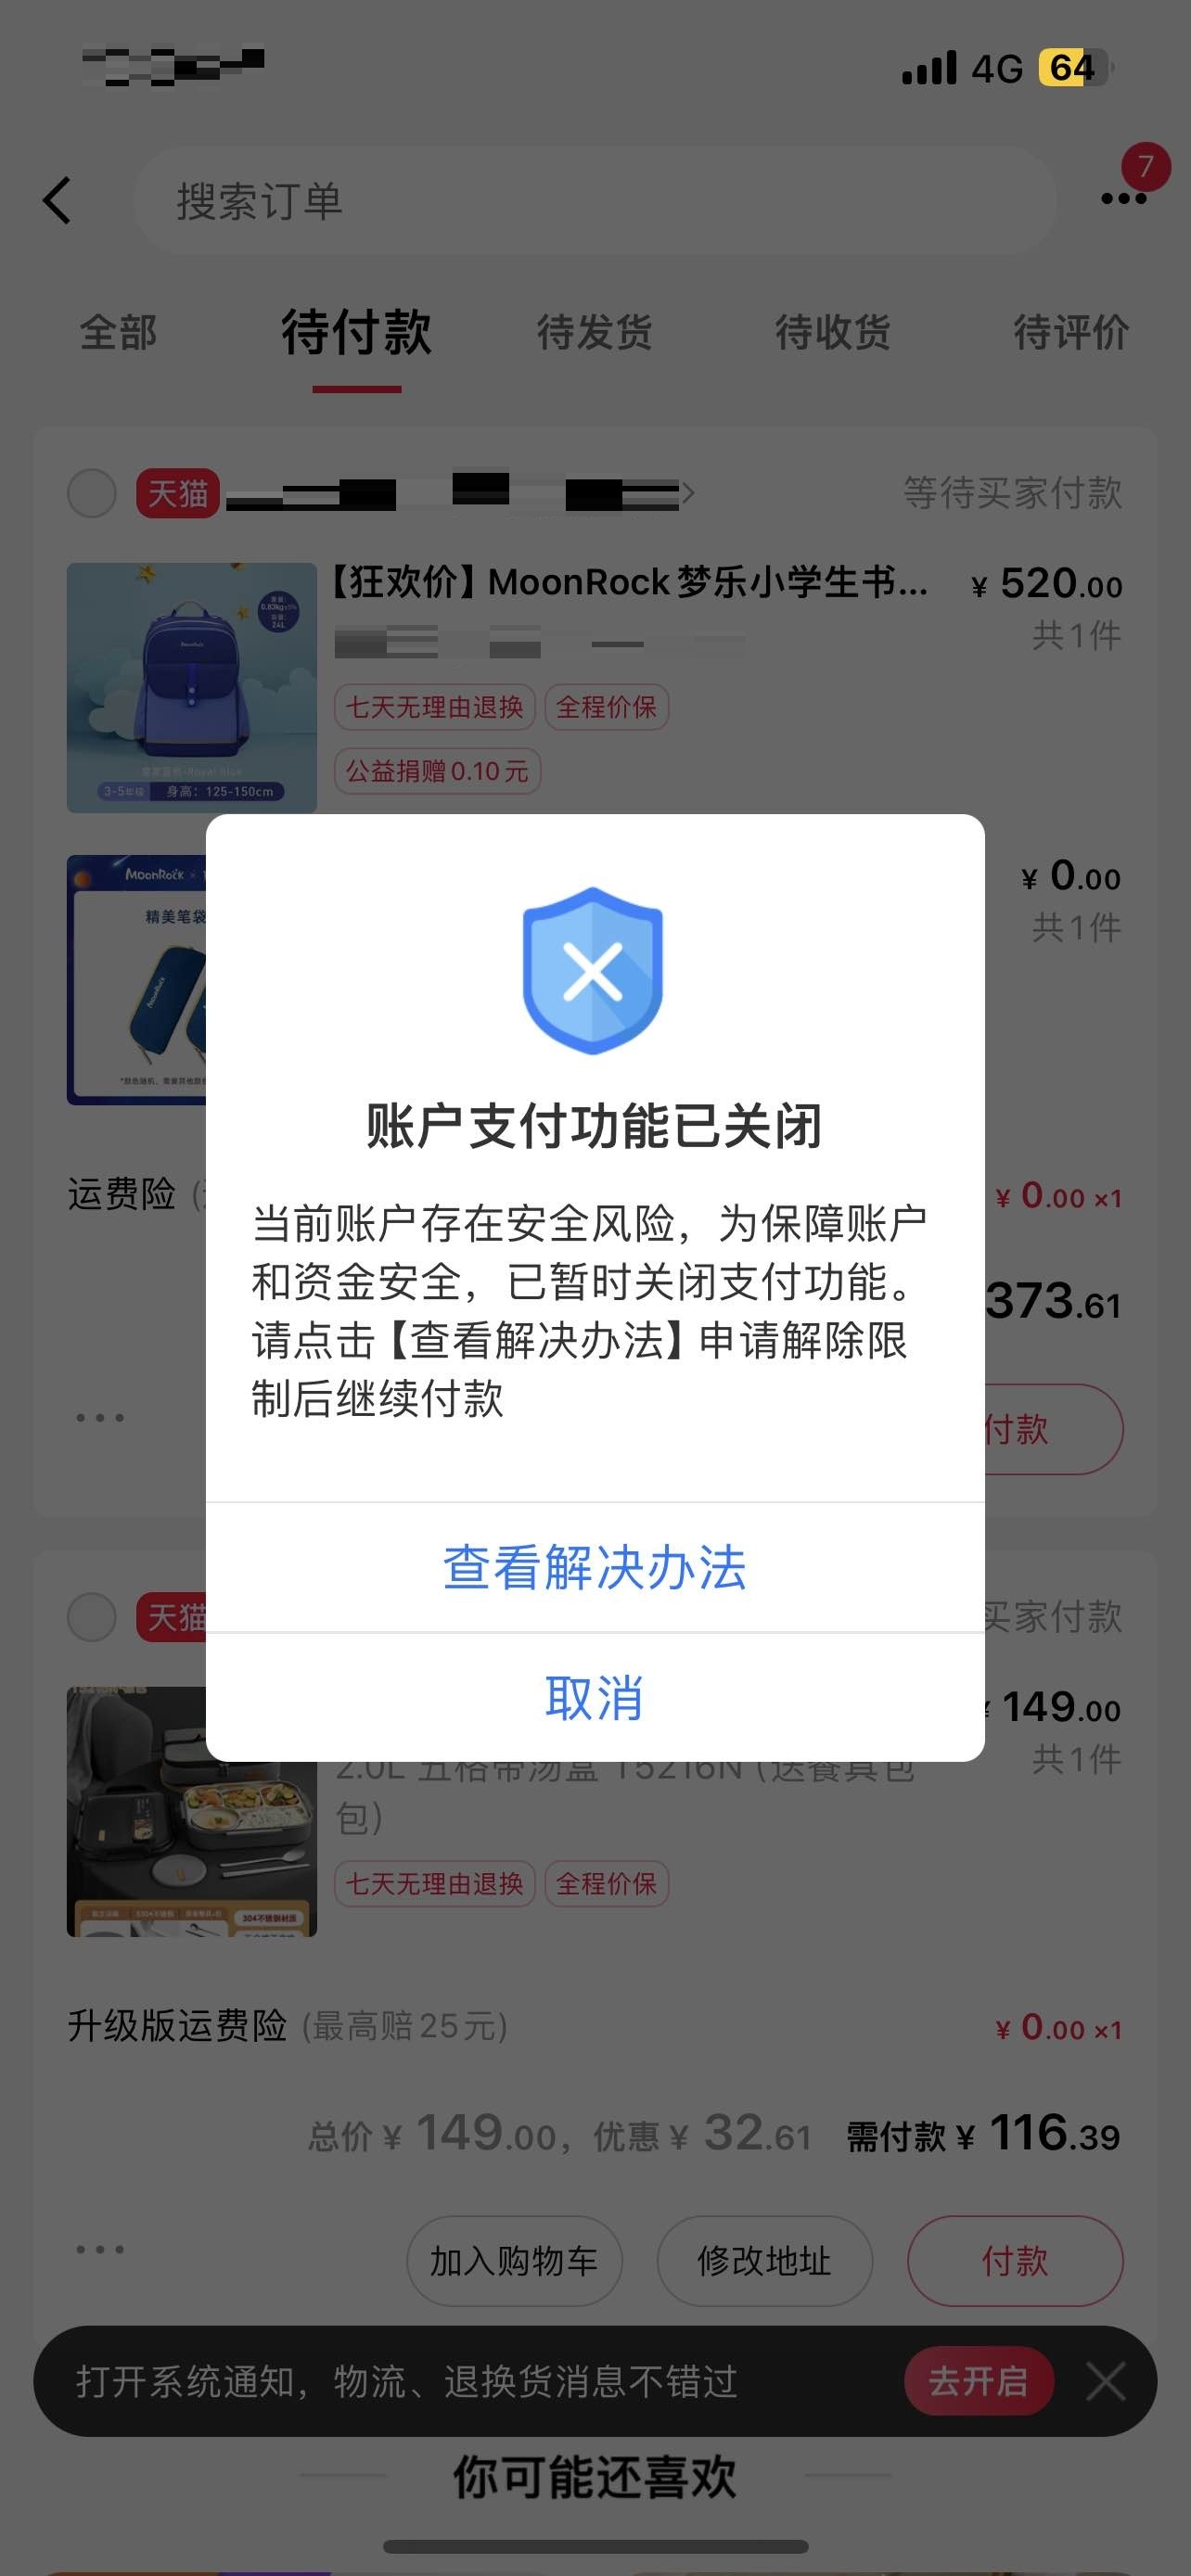 4G 64
搜索订单
7
全部 待付款 待发货 待收货 待评价
天猫 等待买家付款
【狂欢价】MoonRock梦乐小学生书... ¥ 520.00
共1件
七天无理由退换 全程价保
公益捐赠0.10元
3-5年级 身高：125-150cm
MoonRock ×
精美笔袋
¥ 0.00
共1件
账户支付功能已关闭
当前账户存在安全风险，为保障账户
和资金安全，已暂时关闭支付功能。
请点击【查看解决办法】申请解除限
制后继续付款
查看解决办法
取消
运费险 ¥ 0.00 ×1
373.61
付款
天猫 买家付款
¥ 149.00
2.0L 五格带汤盒 T5216N（送餐具包
包） 共1件
七天无理由退换 全程价保
304不锈钢材质
升级版运费险（最高赔25元） ¥ 0.00 ×1
总价 ¥ 149.00，优惠 ¥ 32.61 需付款 ¥ 116.39
加入购物车 修改地址 付款
打开系统通知，物流、退换货消息不错过 去开启
你可能还喜欢